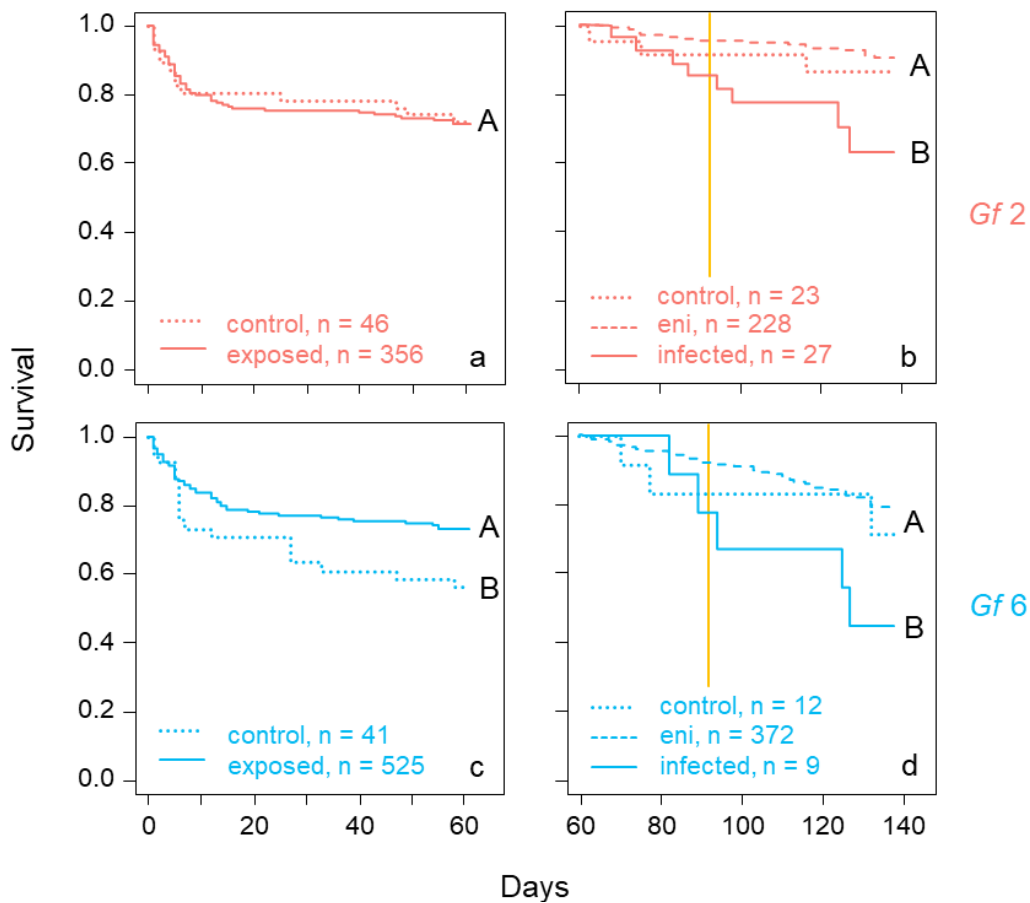 Survival
1.0
0.8
0.6
0.4
0.2
0.0
A
control, n = 46
exposed, n = 356
a
A
B
control, n = 23
eni, n = 228
infected, n = 27
b
Gf 2
1.0
0.8
0.6
0.4
0.2
0.0
A
B
control, n = 41
exposed, n = 525
c
0 20 40 60
A
B
control, n = 12
eni, n = 372
infected, n = 9
d
60 80 100 120 140
Gf 6
Days